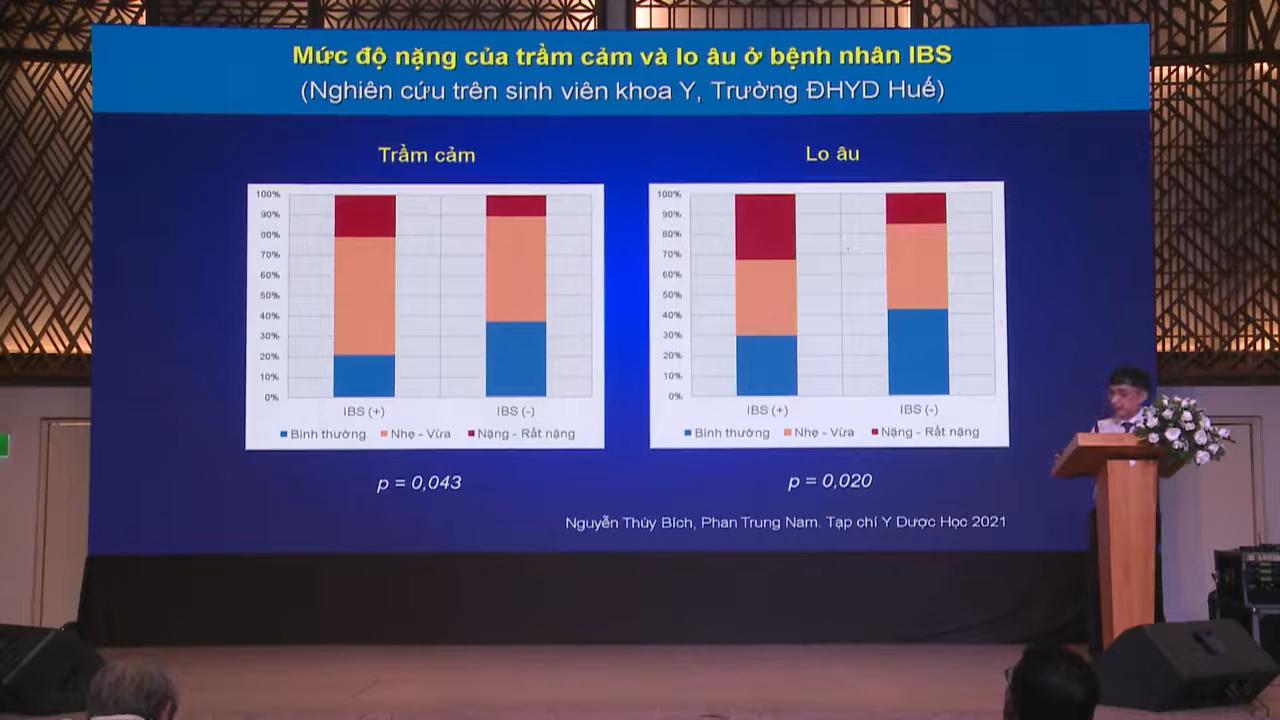 Mức độ nặng của trầm cảm và lo âu ở bệnh nhân IBS
(Nghiên cứu trên sinh viên khoa Y, Trường ĐHYD Huế)
Trầm cảm
100%
90%
80%
70%
60%
50%
40%
30%
20%
10%
0%
IBS (+) IBS (-)
Bình thường Nhẹ - Vừa Nặng - Rất nặng
p = 0,043
Lo âu
100%
90%
80%
70%
60%
50%
40%
30%
20%
10%
0%
IBS (+) IBS (-)
Bình thường Nhẹ - Vừa Nặng - Rất nặng
p = 0,020
Nguyễn Thúy Bích, Phan Trung Nam. Tạp chí Y Dược Học 2021